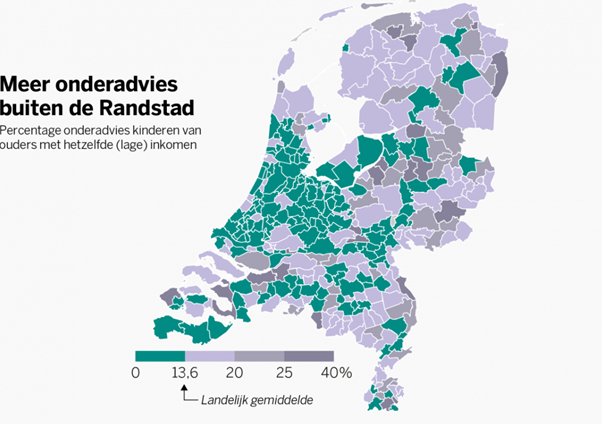 Meer onderadvies
buiten de Randstad
Percentage onderadvies kinderen van
ouders met hetzelfde (lage) inkomen
0 13,6 20 25 40%
Landelijk gemiddelde